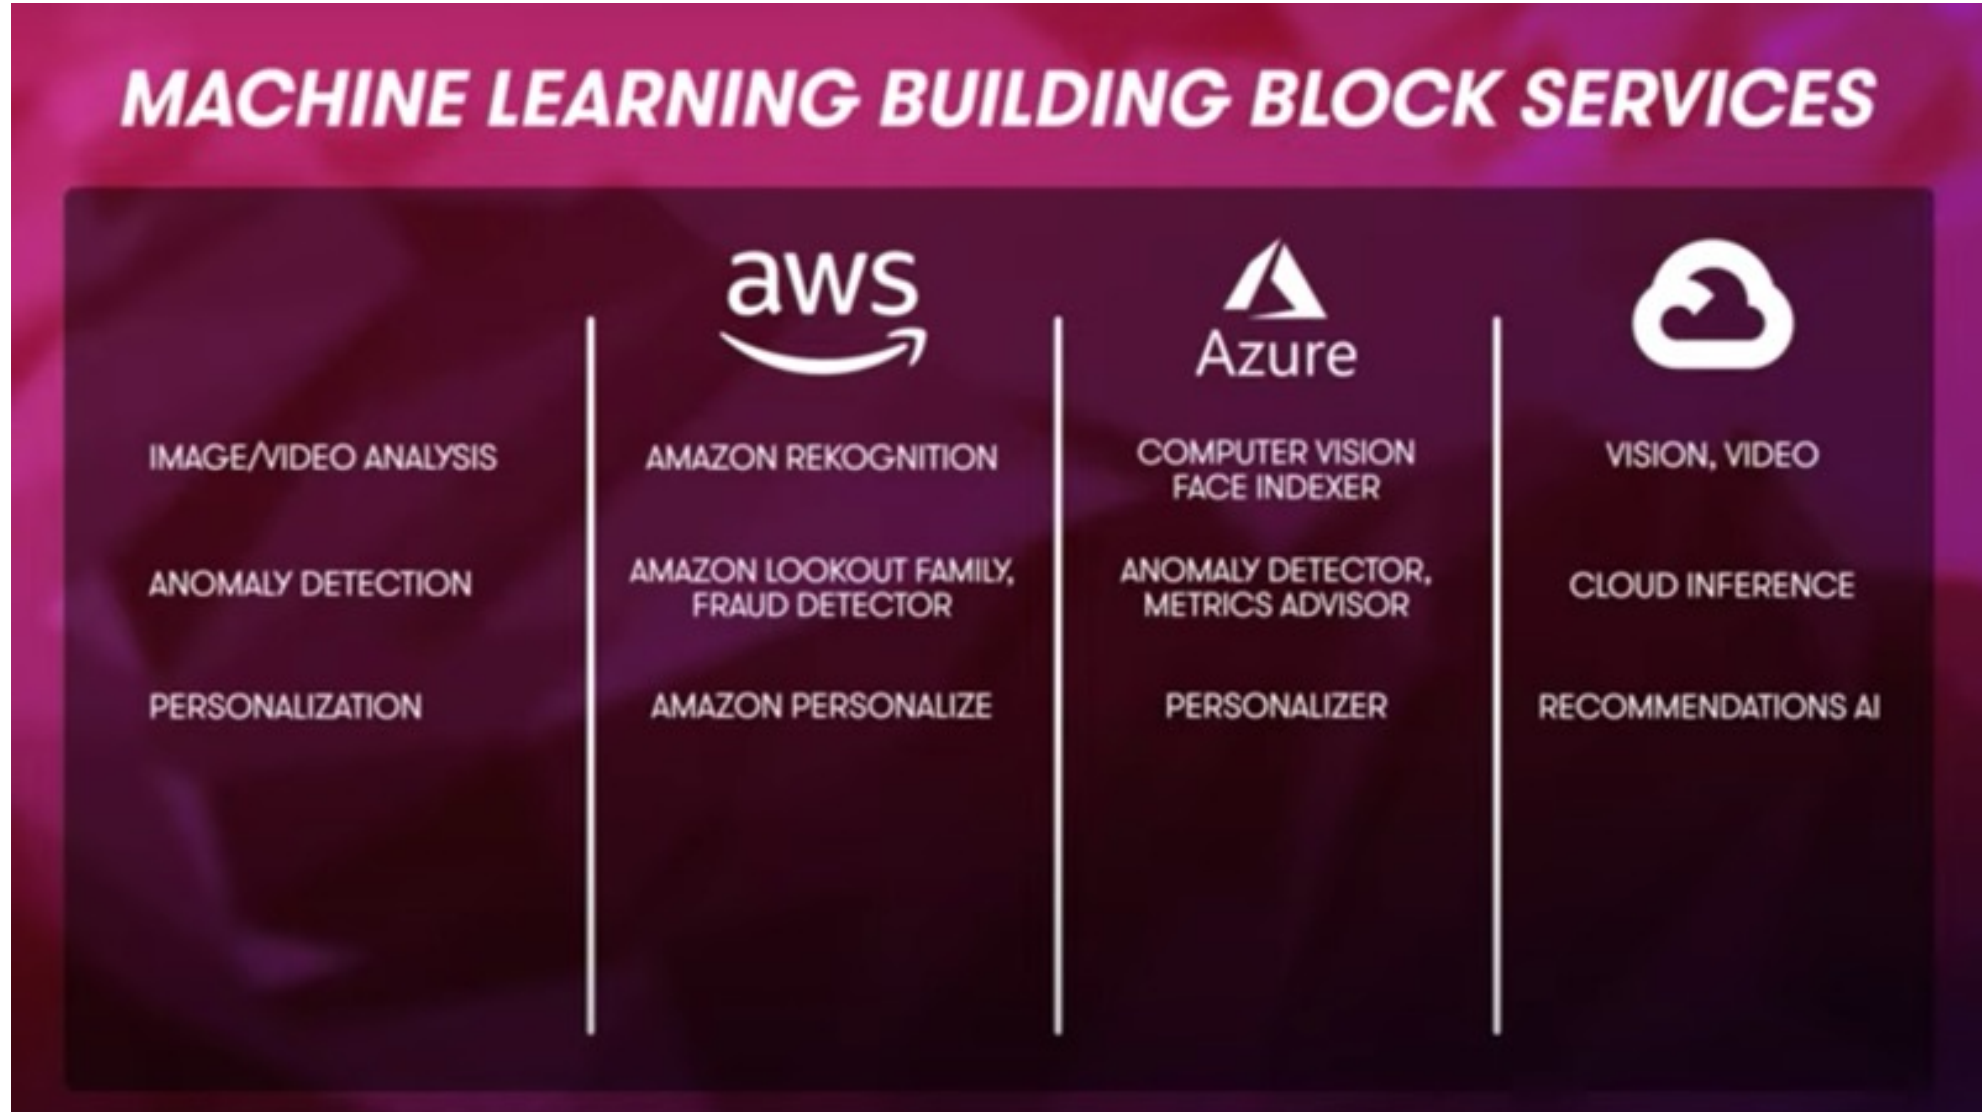 MACHINE LEARNING BUILDING BLOCK SERVICES
aws
Azure
IMAGE/VIDEO ANALYSIS
AMAZON REKOGNITION
COMPUTER VISION
FACE INDEXER
VISION, VIDEO
ANOMALY DETECTION
AMAZON LOOKOUT FAMILY,
FRAUD DETECTOR
ANOMALY DETECTOR,
METRICS ADVISOR
CLOUD INFERENCE
PERSONALIZATION
AMAZON PERSONALIZE
PERSONALIZER
RECOMMENDATIONS AI